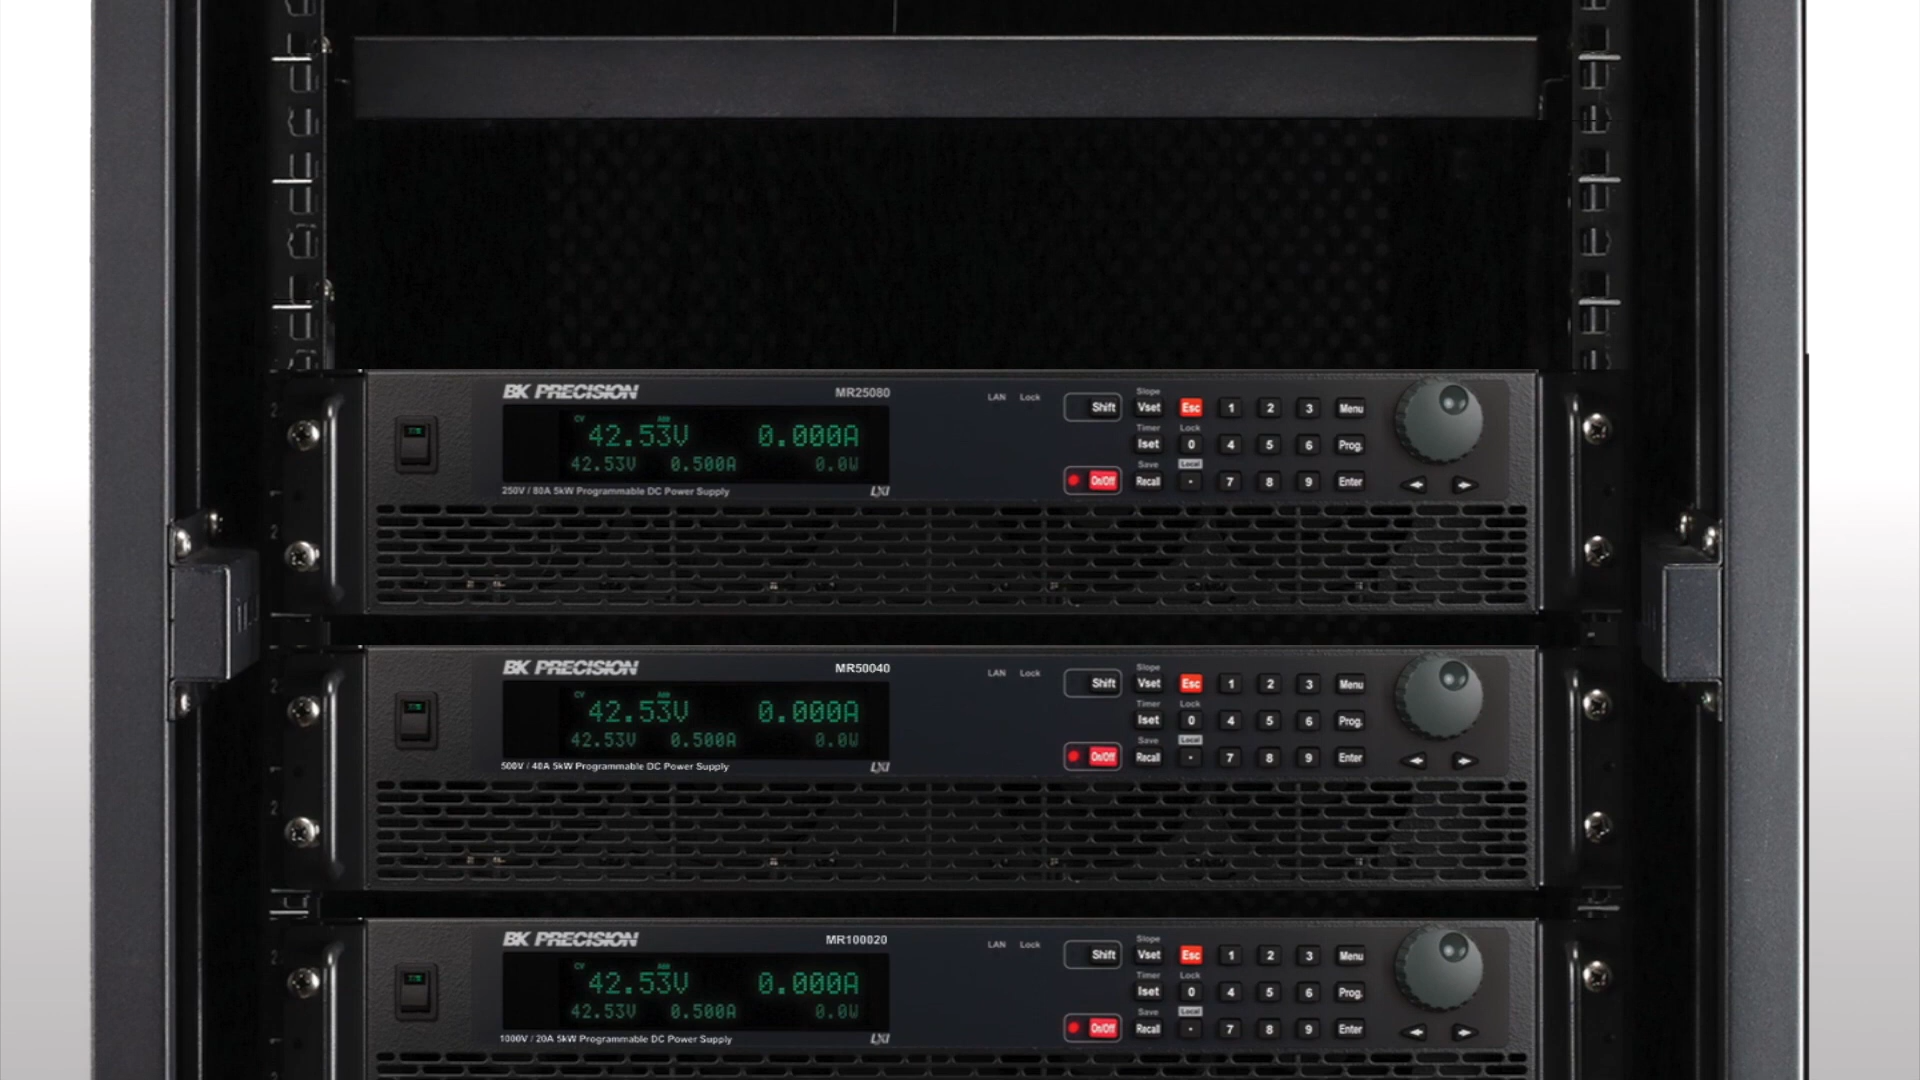 BK PRECISION MR25080
LAN Lock
Shift
Slope
Vset Esc 1 2 3 Menu
CV
42.53V 0.000A
Timer Lock
Iset 0 4 5 6 Prog.
42.53V 0.500A 0.0W
Save Local
On/Off Recall . 7 8 9 Enter
250V / 80A 5kW Programmable DC Power Supply LXI
BK PRECISION MR50040
LAN Lock
Shift
Slope
Vset Esc 1 2 3 Menu
CV
42.53V 0.000A
Timer Lock
Iset 0 4 5 6 Prog.
42.53V 0.500A 0.0W
Save Local
On/Off Recall . 7 8 9 Enter
500V / 40A 5kW Programmable DC Power Supply LXI
BK PRECISION MR100020
LAN Lock
Shift
Slope
Vset Esc 1 2 3 Menu
CV
42.53V 0.000A
Timer Lock
Iset 0 4 5 6 Prog.
42.53V 0.500A 0.0W
Save Local
On/Off Recall . 7 8 9 Enter
1000V / 20A 5kW Programmable DC Power Supply LXI